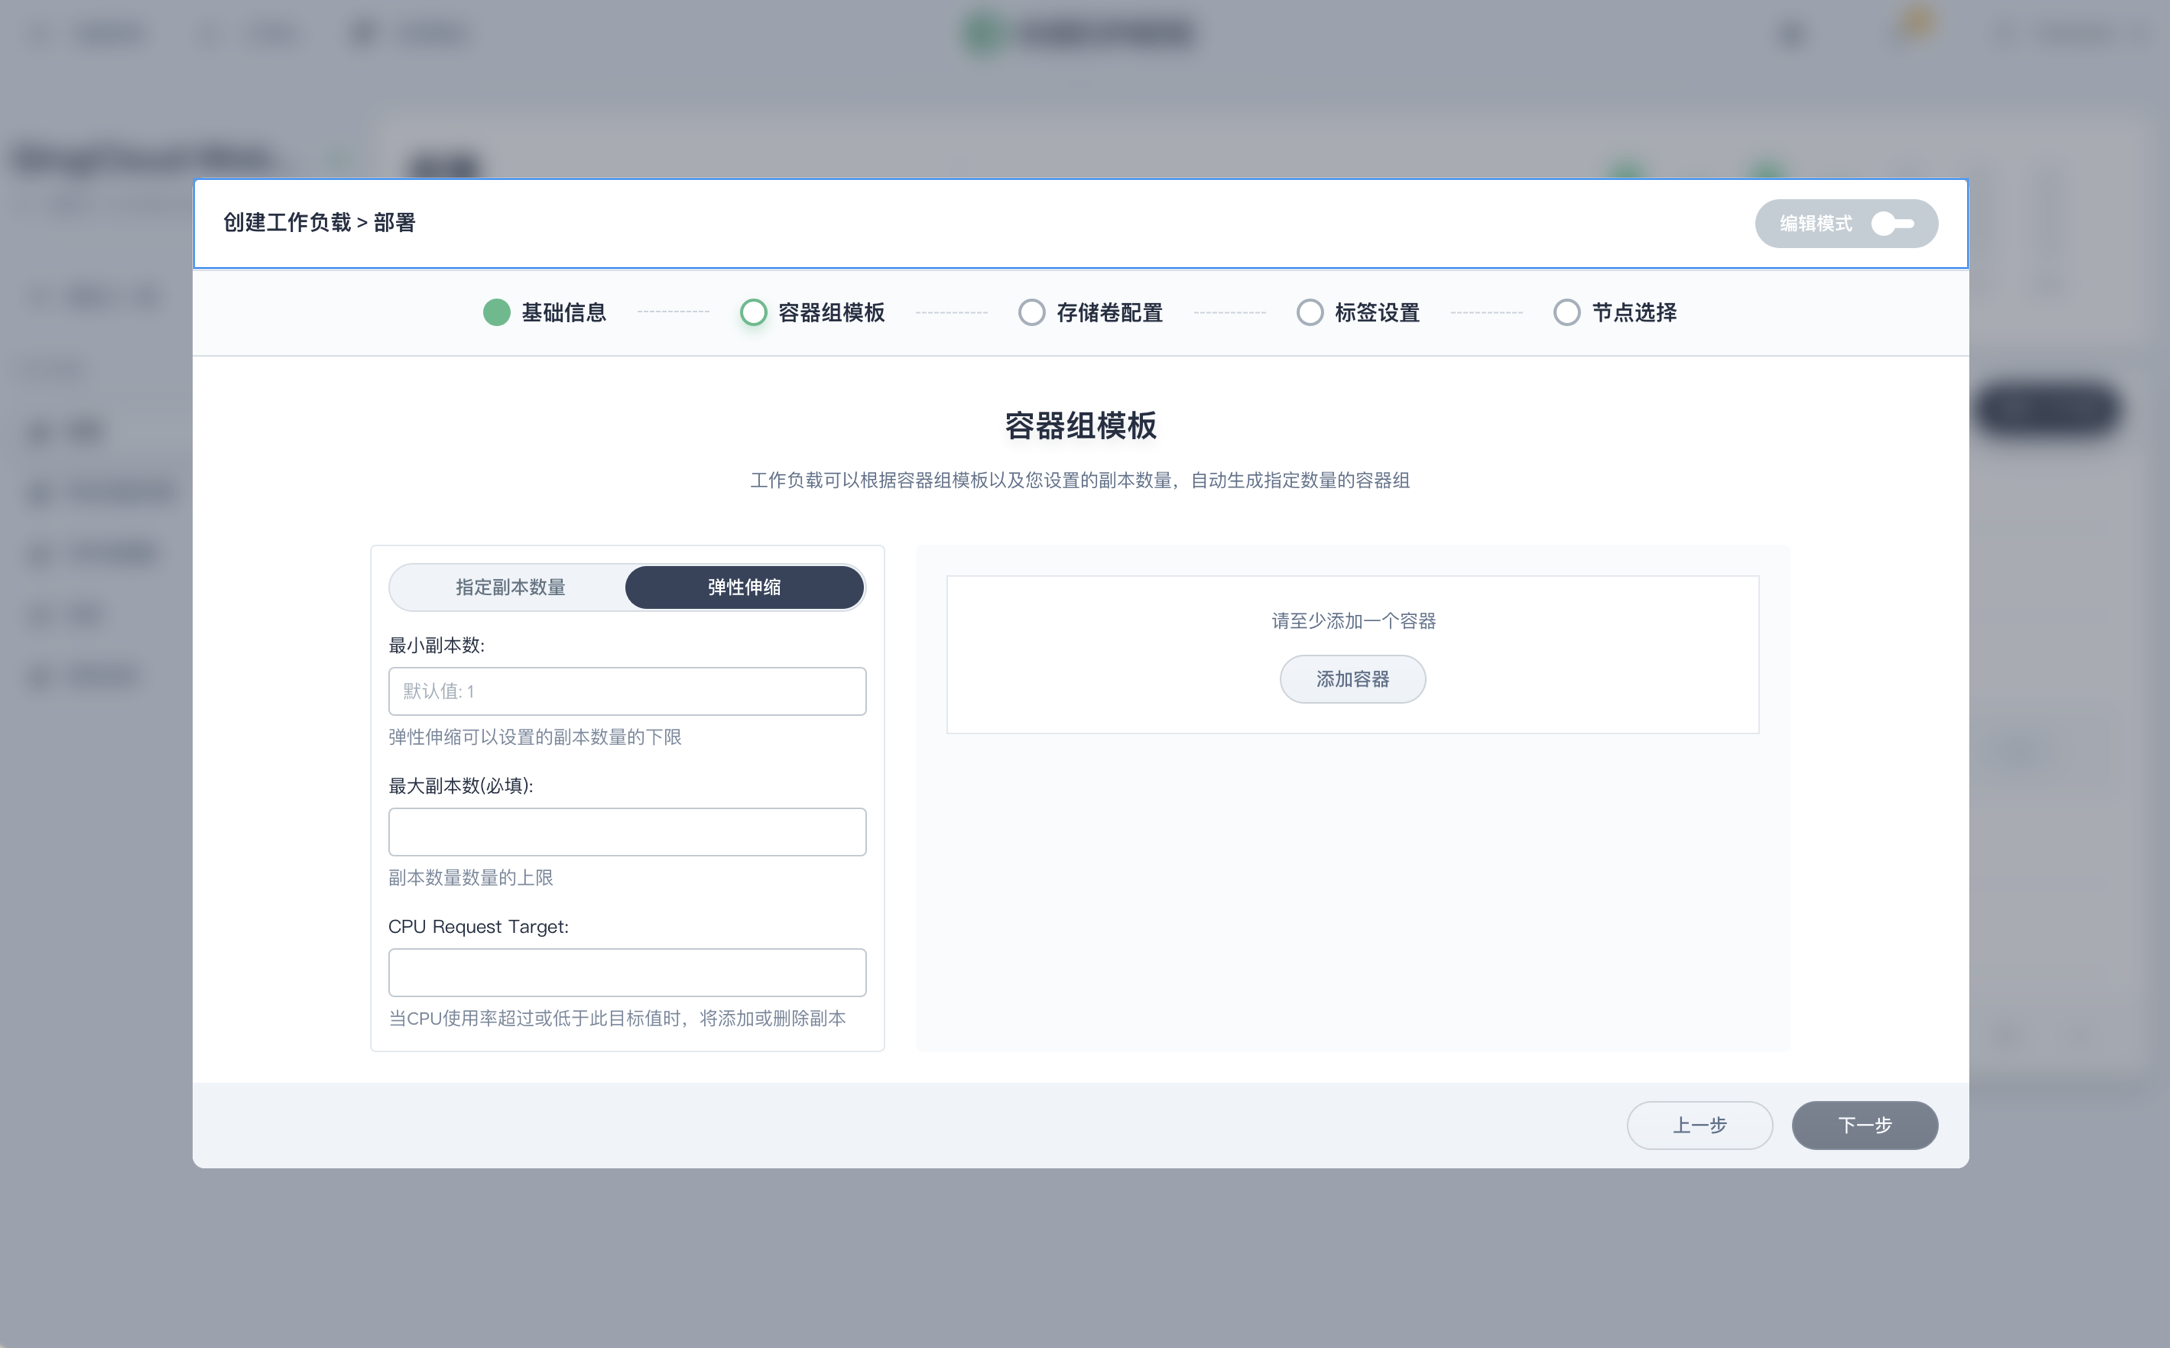 创建工作负载 > 部署
编辑模式
基础信息
容器组模板
存储卷配置
标签设置
节点选择
容器组模板
工作负载可以根据容器组模板以及您设置的副本数量，自动生成指定数量的容器组
指定副本数量
弹性伸缩
最小副本数:
默认值: 1
弹性伸缩可以设置的副本数量的下限
最大副本数(必填):
副本数量数量的上限
CPU Request Target:
当CPU使用率超过或低于此目标值时，将添加或删除副本
请至少添加一个容器
添加容器
上一步
下一步